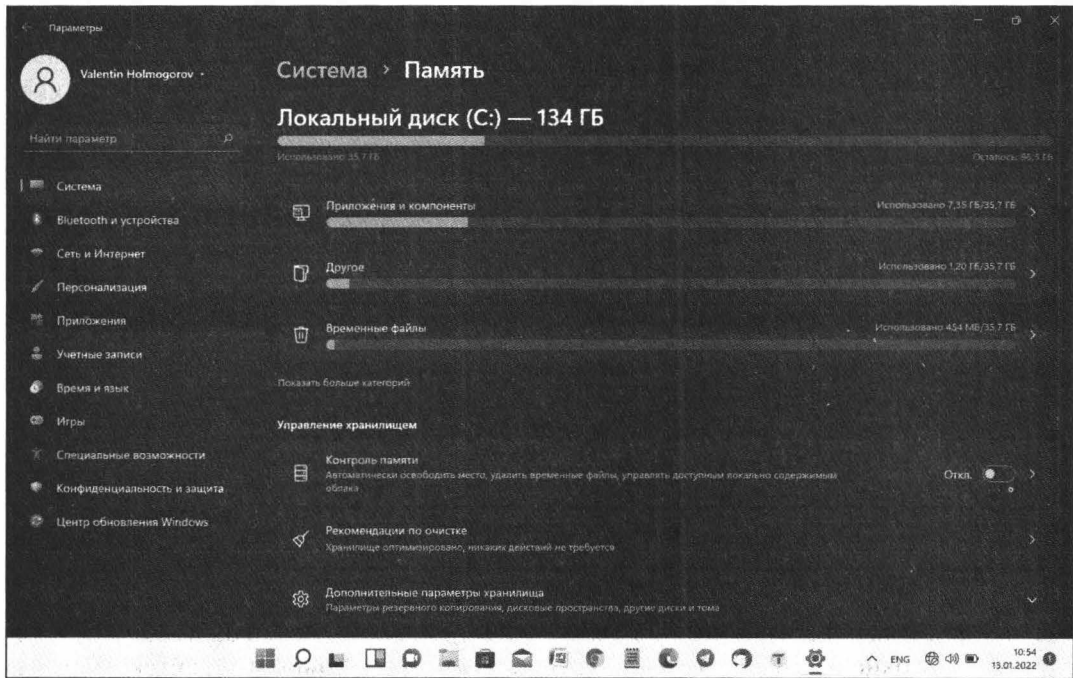 Параметры
Valentin Holmogorov
Найти параметр
Система
Bluetooth и устройства
Сеть и Интернет
Персонализация
Приложения
Учетные записи
Время и язык
Игры
Специальные возможности
Конфиденциальность и защита
Центр обновления Windows
Система > Память
Локальный диск (C:) — 134 ГБ
Использовано 35,7 ГБ
Осталось: ГБ
Приложения и компоненты
Использовано 7,35 ГБ/35,7 ГБ
Другое
Использовано 1,20 ГБ/35,7 ГБ
Временные файлы
Использовано 454 МБ/35,7 ГБ
Показать больше категорий
Управление хранилищем
Контроль памяти
Автоматически освободить место, удалить временные файлы, управлять доступным локально содержимым
облака
Откл.
Рекомендации по очистке
Хранилище оптимизировано, никаких действий не требуется
Дополнительные параметры хранилища
Параметры резервного копирования, дисковые пространства, другие диски и тома
ENG
10:54
13.01.2022